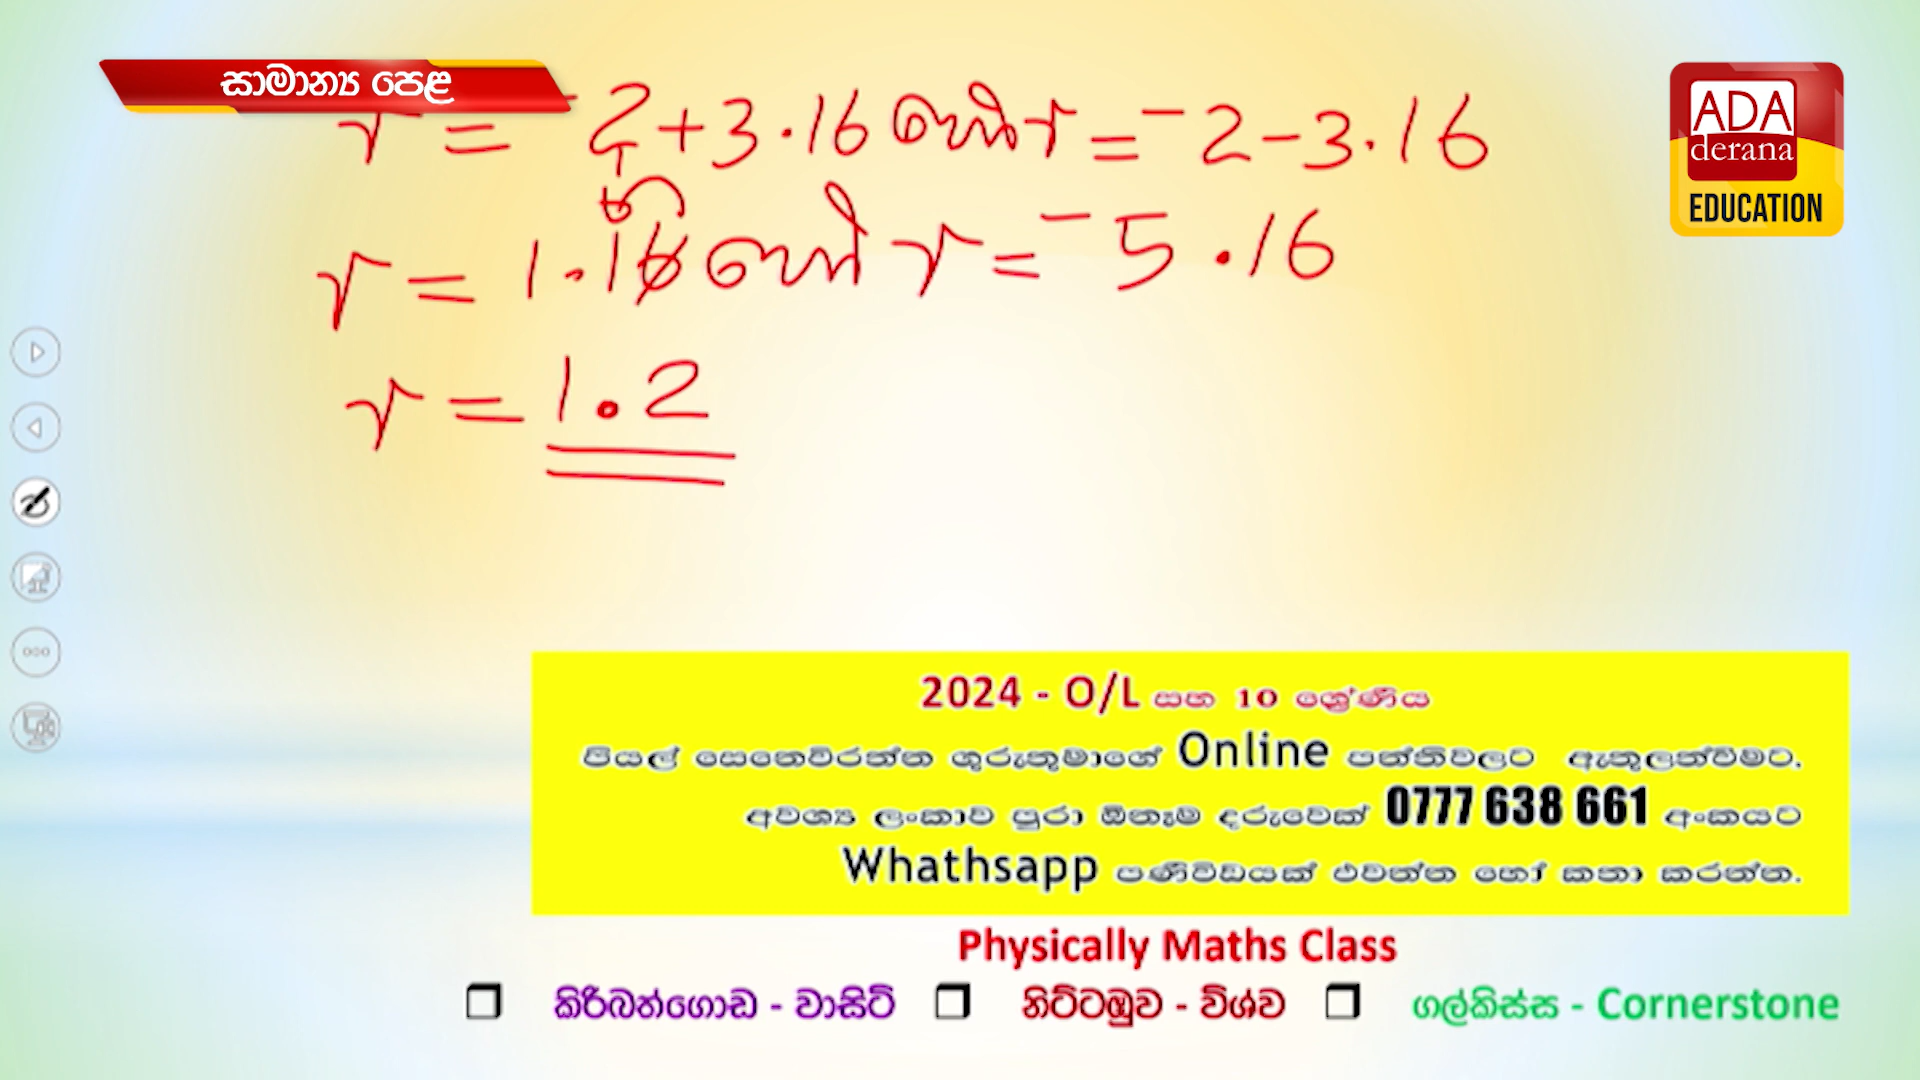 සාමාන්‍ය පෙළ
ADA
derana
EDUCATION
r = -2 + 3.16 හෝ r = -2 - 3.16
r = 1.16 හෝ r = -5.16
r = 1.2
2024 - O/L සහ 10 ශ්‍රේණිය
පියල් සෙනෙවිරත්න ගුරුතුමාගේ Online පන්තිවලට ඇතුලත්වීමට.
අවශ්‍ය ලංකාව පුරා ඕනෑම දරුවෙක් 0777 638 661 අංකයට
Whathsapp පණිවිඩයක් එවන්න හෝ කතා කරන්න.
Physically Maths Class
❒ කිරිබත්ගොඩ - වාසිටි ❒ නිට්ටඹුව - විශ්ව ❒ ගල්කිස්ස - Cornerstone